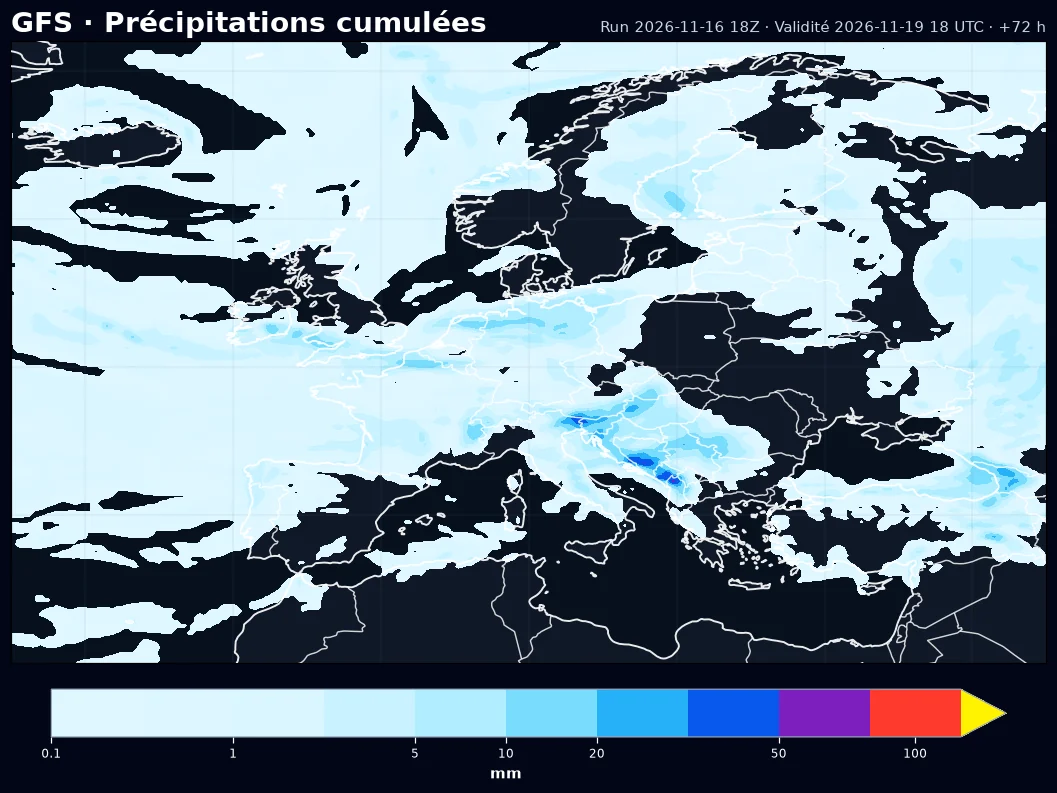 GFS · Précipitations cumulées
Run 2026-11-16 18Z · Validité 2026-11-19 18 UTC · +72 h
0.1 1 5 10 20 50 100
mm